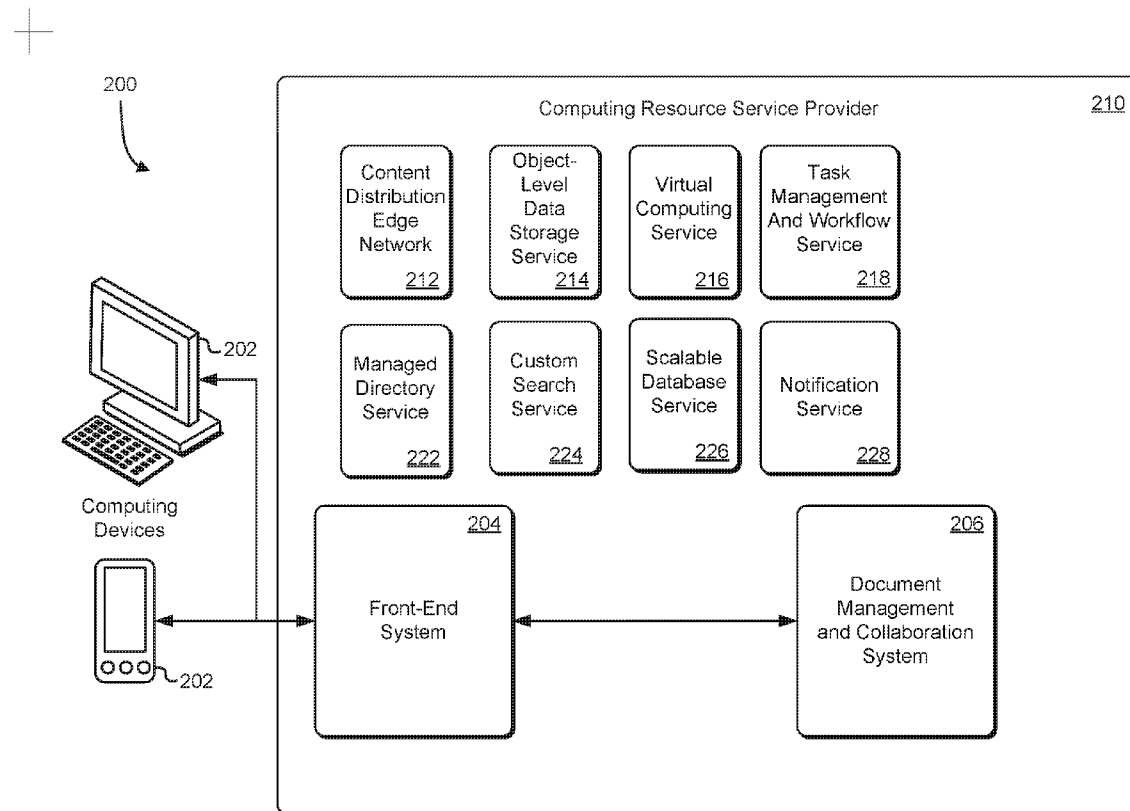 200
Computing Resource Service Provider
210
Content
Distribution
Edge
Network
212
Object-
Level
Data
Storage
Service
214
Virtual
Computing
Service
216
Task
Management
And Workflow
Service
218
202
Managed
Directory
Service
222
Custom
Search
Service
224
Scalable
Database
Service
226
Notification
Service
228
Computing
Devices
202
204
Front-End
System
206
Document
Management
and Collaboration
System